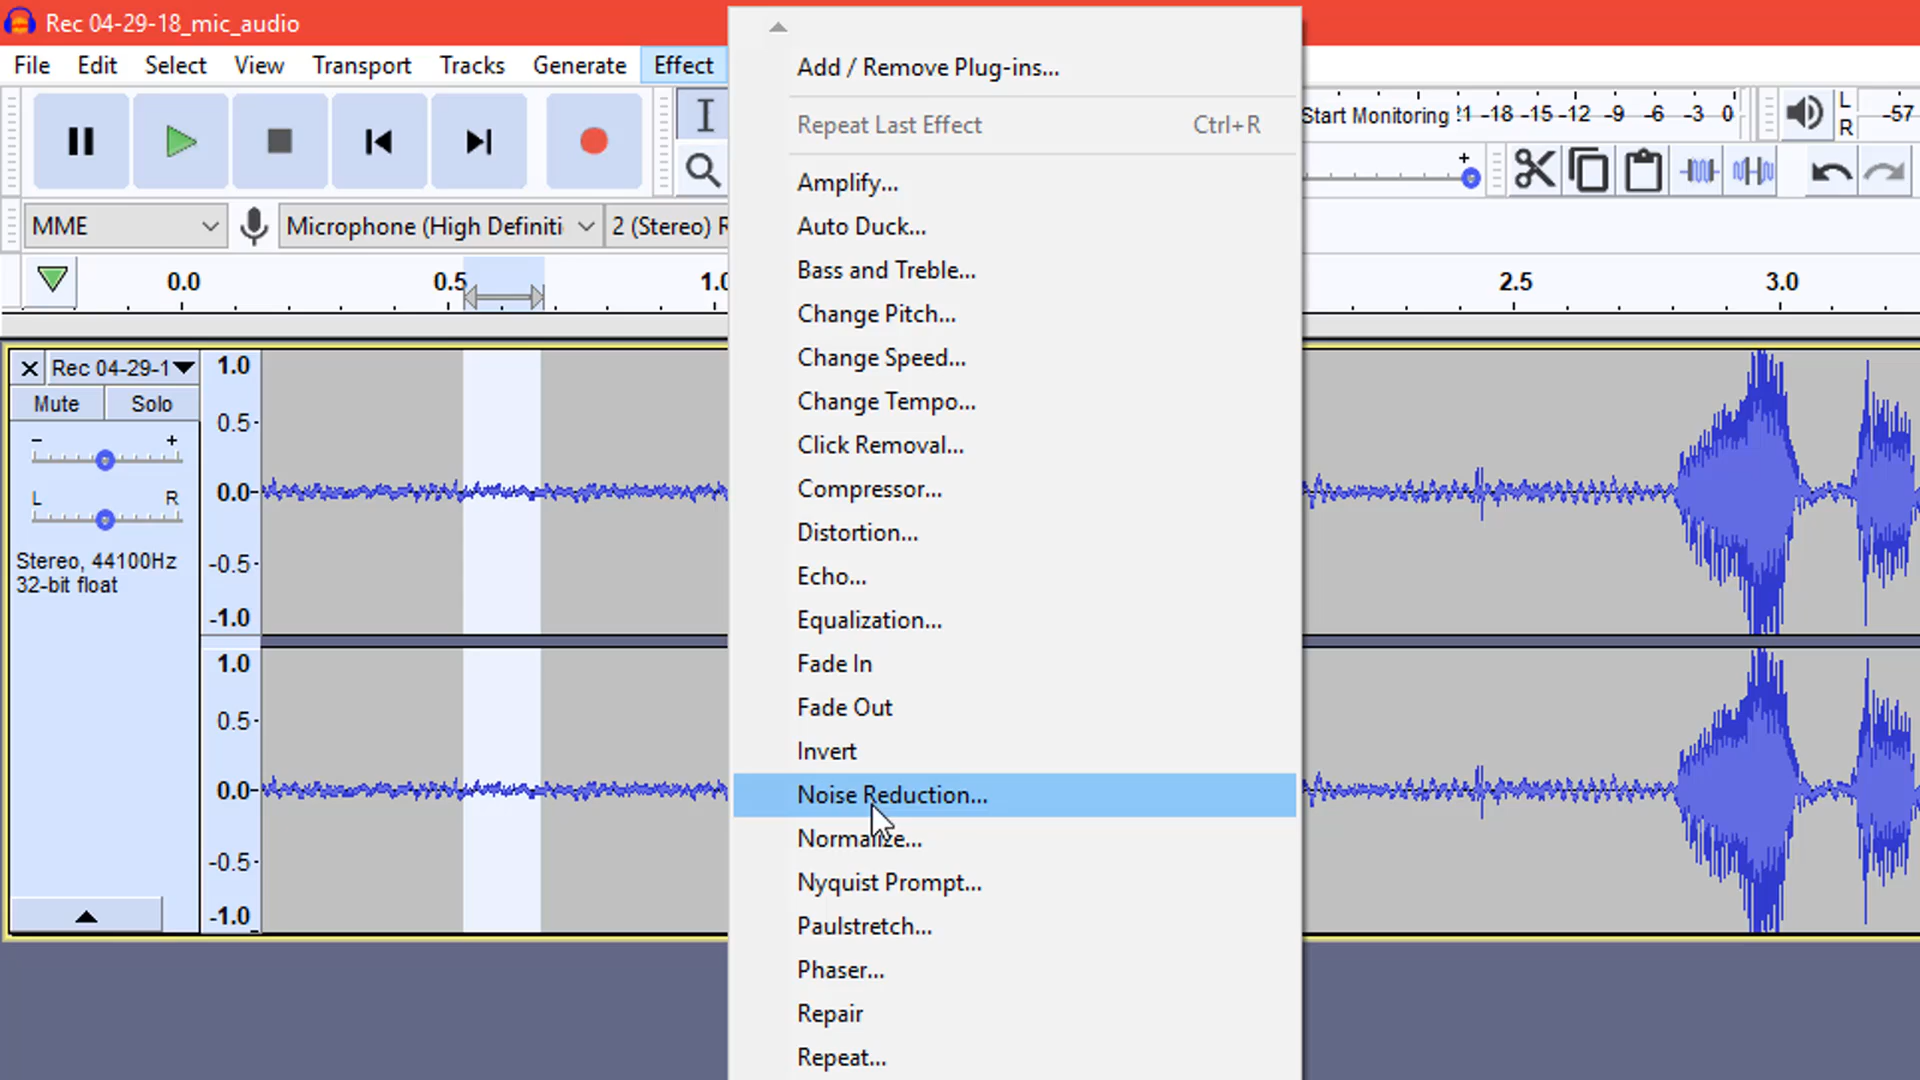 Rec 04-29-18_mic_audio
File Edit Select View Transport Tracks Generate Effect
Add / Remove Plug-ins...
Repeat Last Effect Ctrl+R
Amplify...
Auto Duck...
Bass and Treble...
Change Pitch...
Change Speed...
Change Tempo...
Click Removal...
Compressor...
Distortion...
Echo...
Equalization...
Fade In
Fade Out
Invert
Noise Reduction...
Normalize...
Nyquist Prompt...
Paulstretch...
Phaser...
Repair
Repeat...
Start Monitoring -18 -15 -12 -9 -6 -3 0
L
R
-57
- +
MME Microphone (High Definiti 2 (Stereo) R
0.0 0.5 1.0 2.5 3.0
Rec 04-29-1
Mute Solo
- +
L R
Stereo, 44100Hz
32-bit float
1.0
0.5
0.0
-0.5
-1.0
1.0
0.5
0.0
-0.5
-1.0